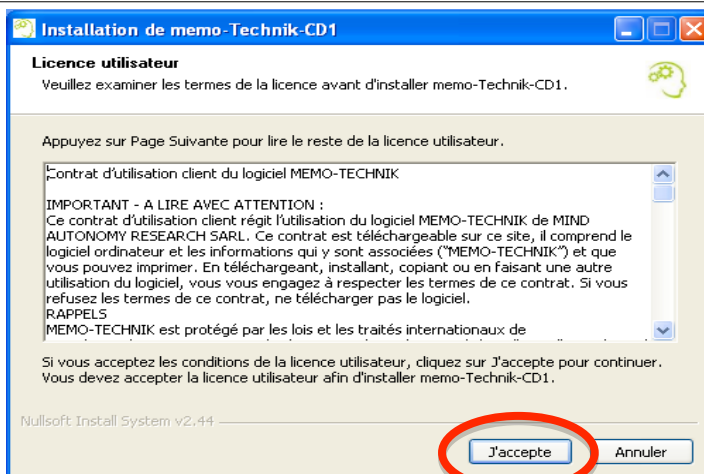 Installation de memo-Technik-CD1
Licence utilisateur
Veuillez examiner les termes de la licence avant d'installer memo-Technik-CD1.
Appuyez sur Page Suivante pour lire le reste de la licence utilisateur.
Contrat d'utilisation client du logiciel MEMO-TECHNIK
IMPORTANT - A LIRE AVEC ATTENTION :
Ce contrat d'utilisation client régit l'utilisation du logiciel MEMO-TECHNIK de MIND
AUTONOMY RESEARCH SARL. Ce contrat est téléchargeable sur ce site, il comprend le
logiciel ordinateur et les informations qui y sont associées ("MEMO-TECHNIK") et que
vous pouvez imprimer. En téléchargeant, installant, copiant ou en faisant une autre
utilisation du logiciel, vous vous engagez à respecter les termes de ce contrat. Si vous
refusez les termes de ce contrat, ne télécharger pas le logiciel.
RAPPELS
MEMO-TECHNIK est protégé par les lois et les traités internationaux de
Si vous acceptez les conditions de la licence utilisateur, cliquez sur J'accepte pour continuer.
Vous devez accepter la licence utilisateur afin d'installer memo-Technik-CD1.
Nullsoft Install System v2.44
J'accepte
Annuler